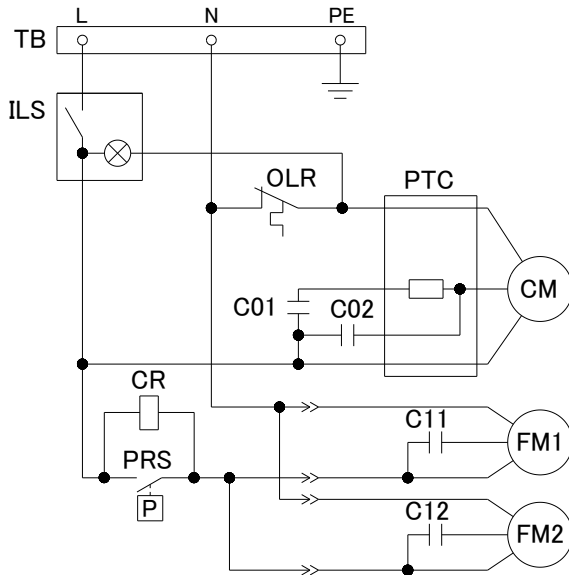 L N PE
TB
ILS
OLR PTC
CM
C01 C02
CR
C11
PRS FM1
P
C12
FM2